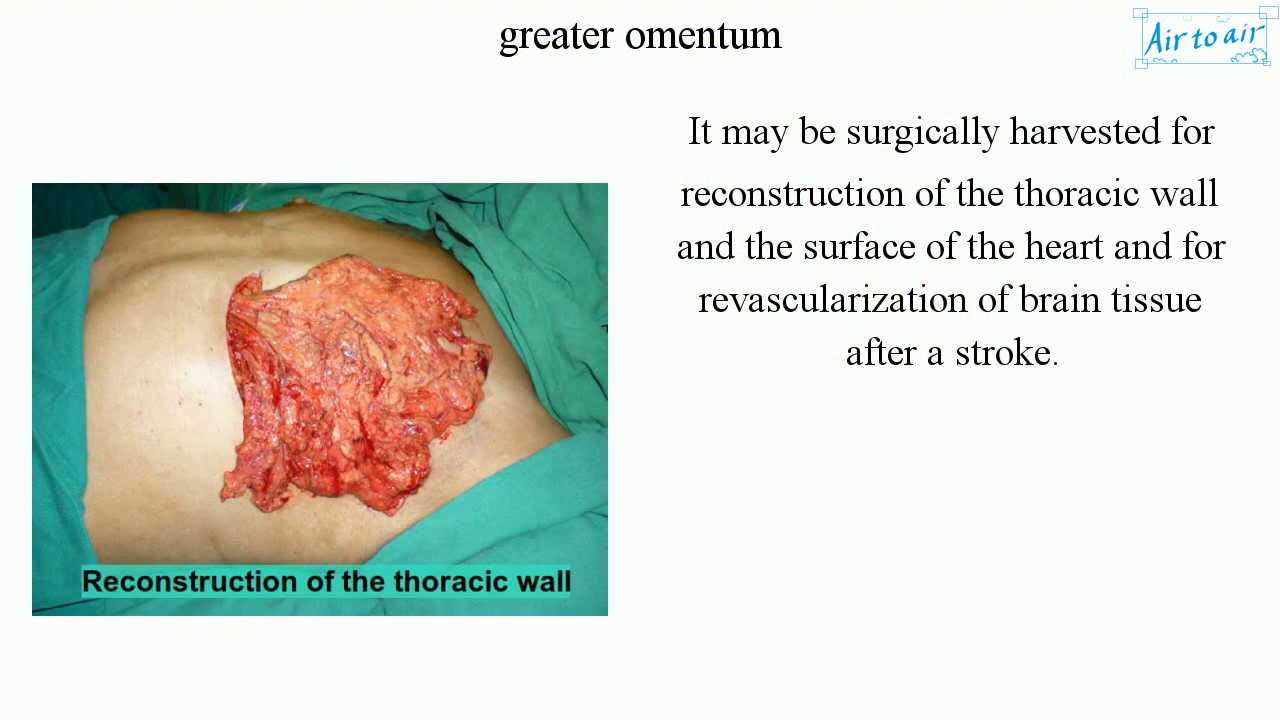 greater omentum
Air to air
It may be surgically harvested for
reconstruction of the thoracic wall
and the surface of the heart and for
revascularization of brain tissue
after a stroke.
Reconstruction of the thoracic wall